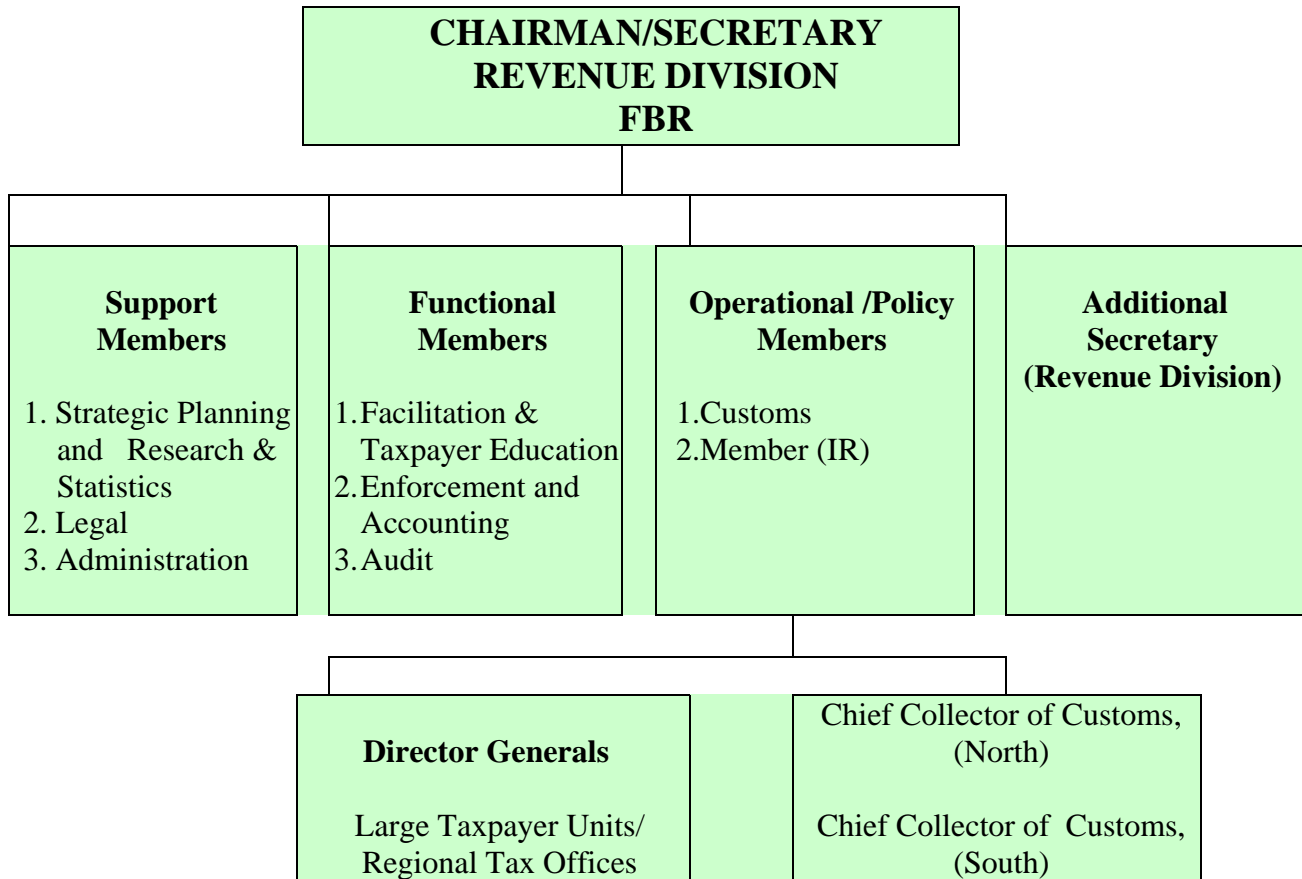 CHAIRMAN/SECRETARY
REVENUE DIVISION
FBR
Support
Members
1. Strategic Planning
and Research &
Statistics
2. Legal
3. Administration
Functional
Members
1.Facilitation &
Taxpayer Education
2.Enforcement and
Accounting
3.Audit
Operational /Policy
Members
1.Customs
2.Member (IR)
Additional
Secretary
(Revenue Division)
Director Generals
Large Taxpayer Units/
Regional Tax Offices
Chief Collector of Customs,
(North)
Chief Collector of Customs,
(South)